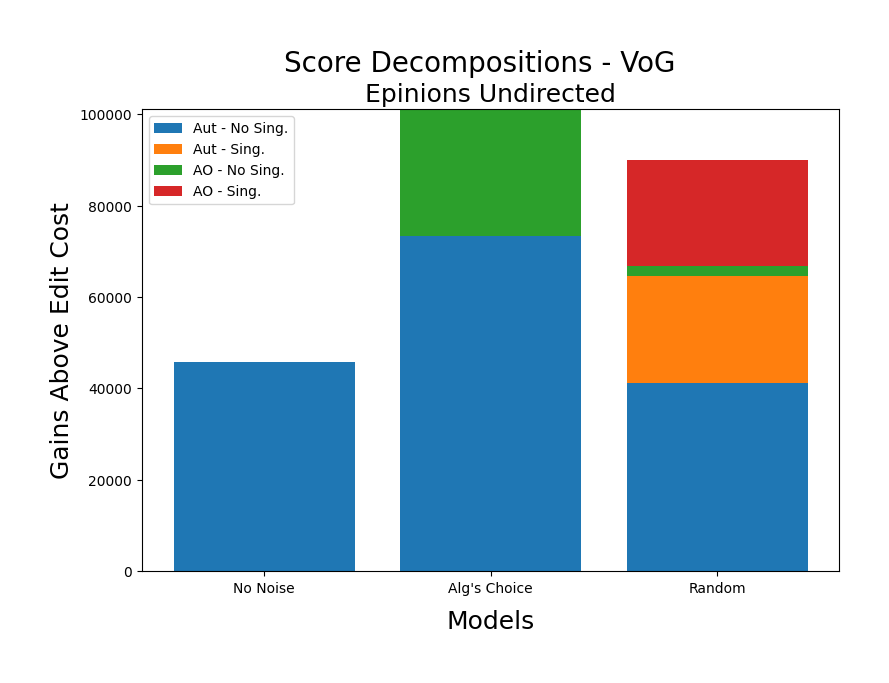 Score Decompositions - VoG
Epinions Undirected
Aut - No Sing.
Aut - Sing.
AO - No Sing.
AO - Sing.
Gains Above Edit Cost
100000
80000
60000
40000
20000
0
No Noise
Alg's Choice
Random
Models